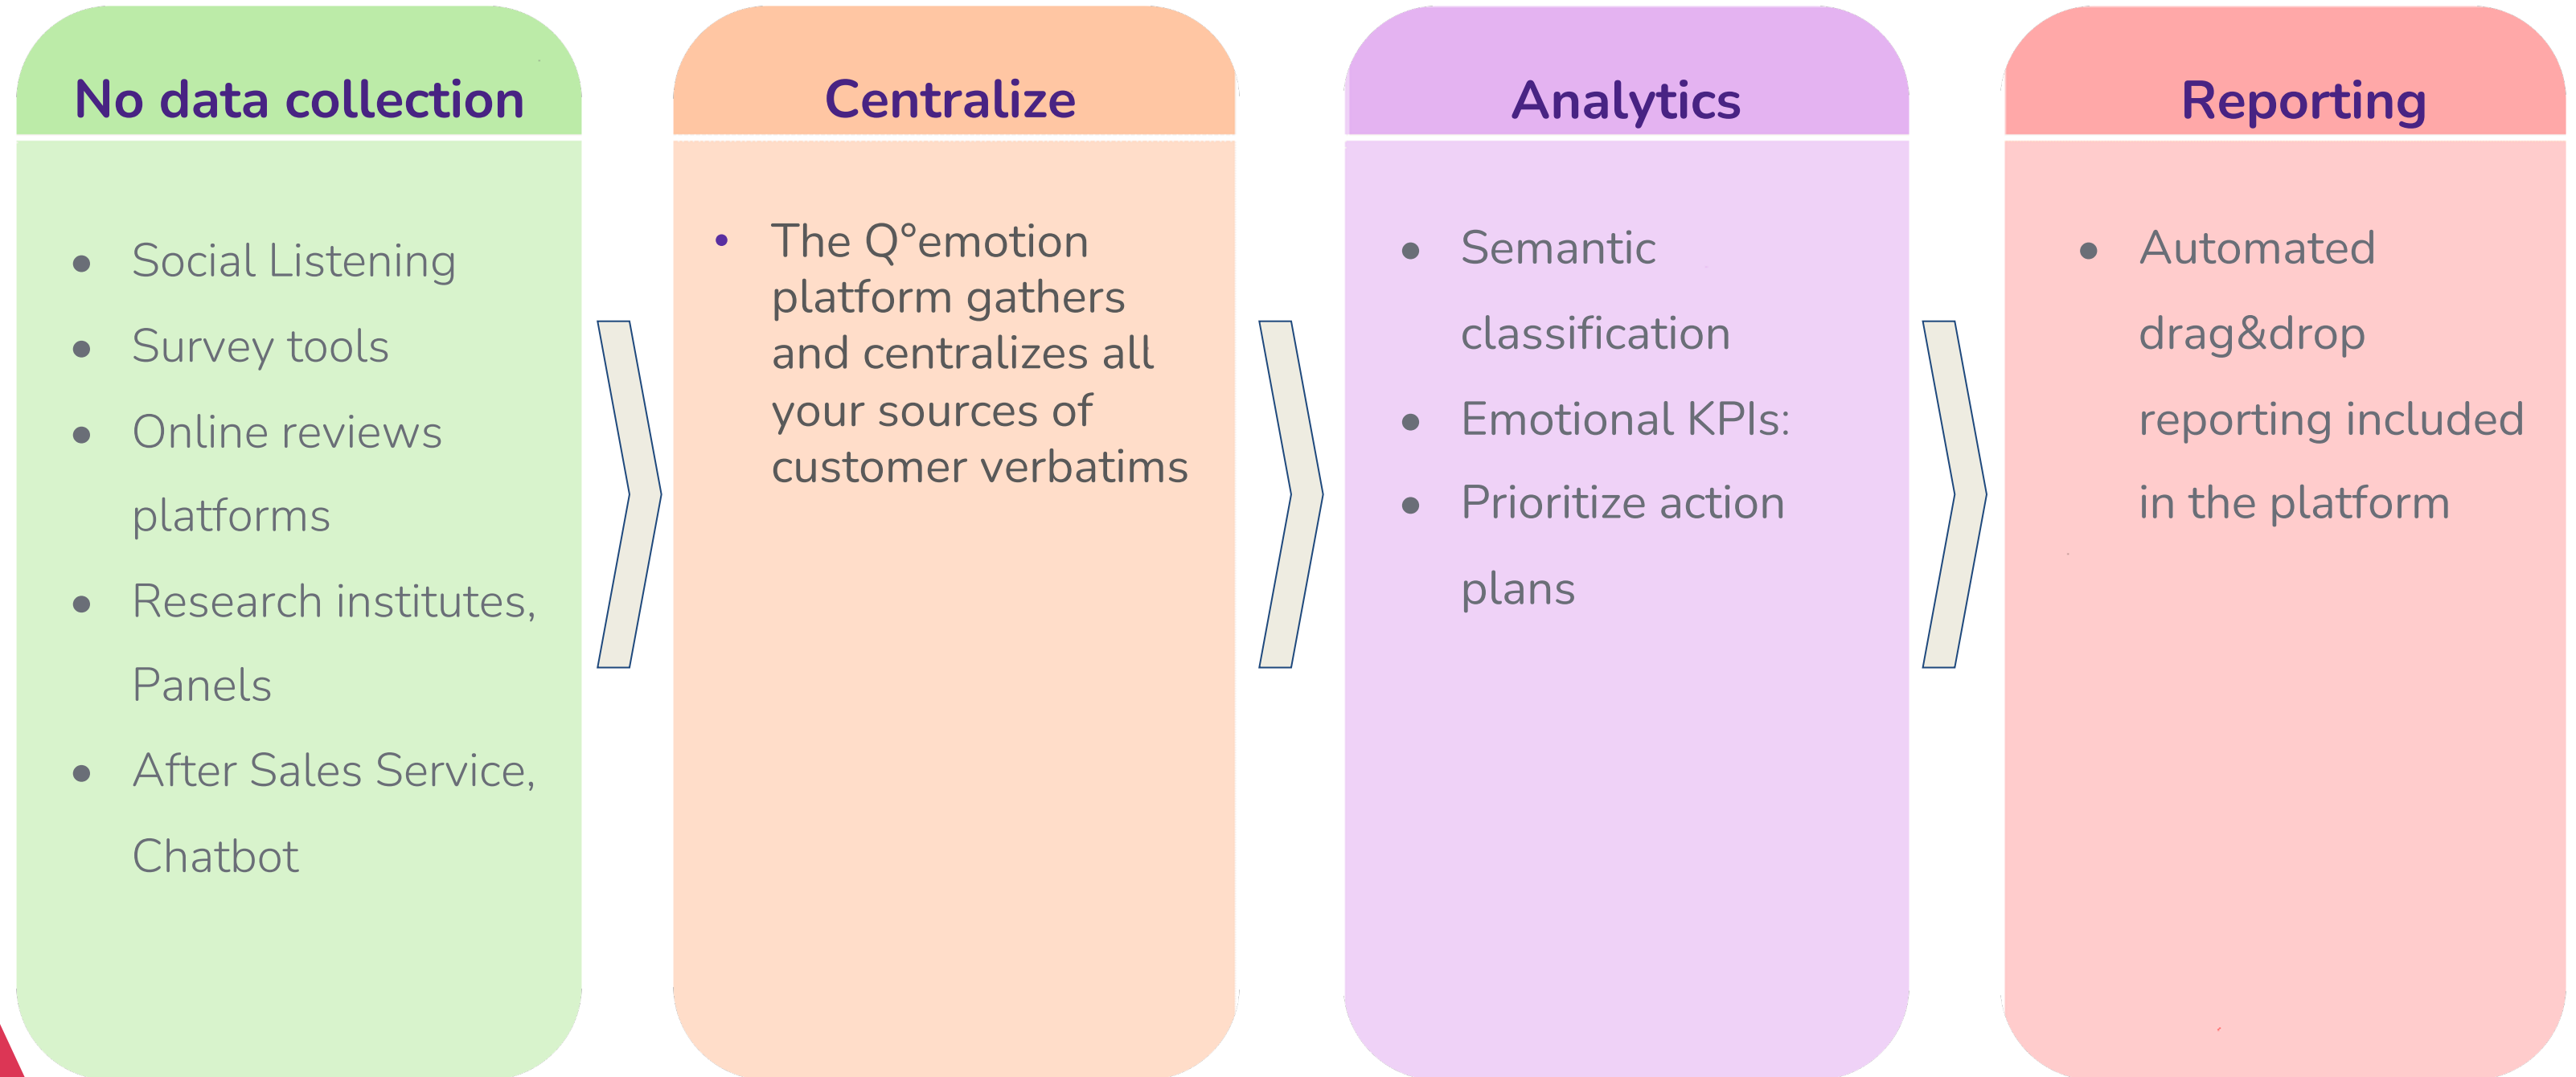 No data collection
• Social Listening
• Survey tools
• Online reviews
platforms
• Research institutes,
Panels
• After Sales Service,
Chatbot
Centralize
• The Q°emotion
platform gathers
and centralizes all
your sources of
customer verbatims
Analytics
• Semantic
classification
• Emotional KPIs:
• Prioritize action
plans
Reporting
• Automated
drag&drop
reporting included
in the platform